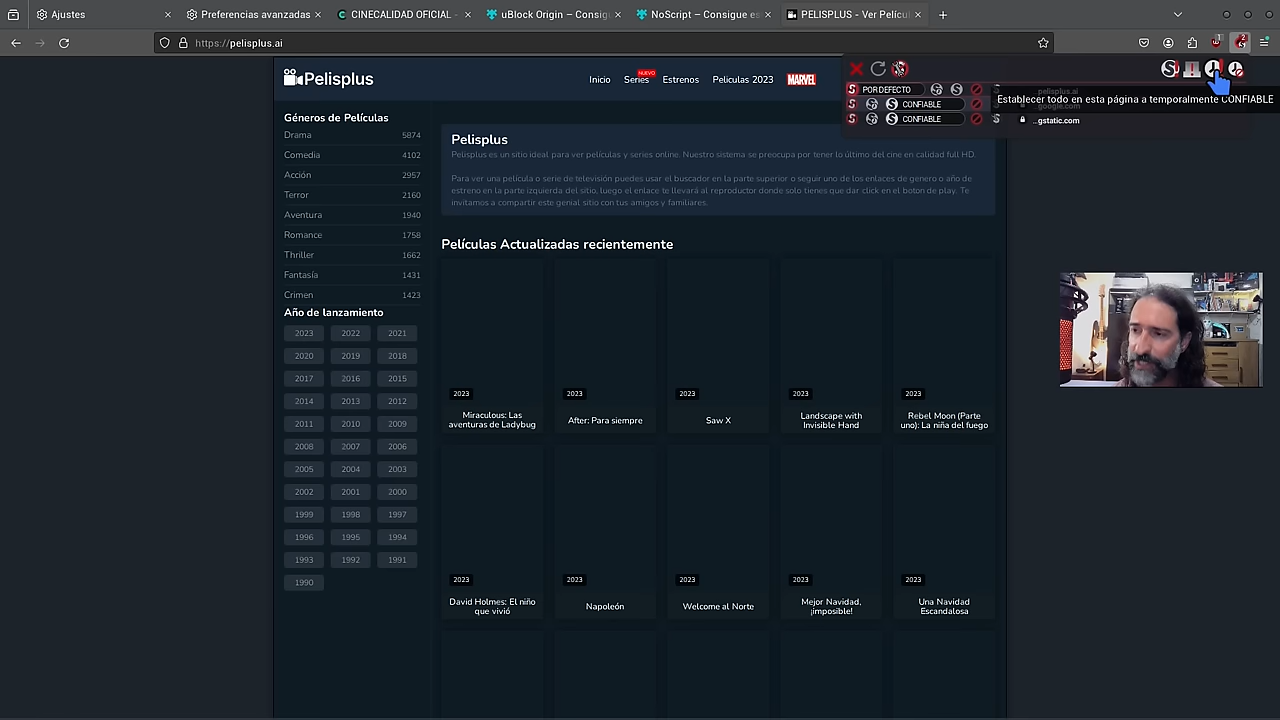 Ajustes
Preferencias avanzadas
CINECALIDAD OFICIAL -
uBlock Origin – Consig
NoScript – Consigue es
PELISPLUS - Ver Pelícu
https://pelisplus.ai
Pelisplus
Inicio
Series
NUEVO
Estrenos
Peliculas 2023
MARVEL
POR DEFECTO
...pelisplus.ai
CONFIABLE
...google.com
CONFIABLE
...gstatic.com
Establecer todo en esta página a temporalmente CONFIABLE
Géneros de Películas
Drama 5874
Comedia 4102
Acción 2957
Terror 2160
Aventura 1940
Romance 1758
Thriller 1662
Fantasía 1431
Crimen 1423
Año de lanzamiento
2023 2022 2021
2020 2019 2018
2017 2016 2015
2014 2013 2012
2011 2010 2009
2008 2007 2006
2005 2004 2003
2002 2001 2000
1999 1998 1997
1996 1995 1994
1993 1992 1991
1990
Pelisplus
Pelisplus es un sitio ideal para ver películas y series online. Nuestro sistema se preocupa por tener lo último del cine en calidad full HD.
Para ver una película o serie de televisión puedes usar el buscador en la parte superior o seguir uno de los enlaces de genero o año de
estreno en la parte izquierda del sitio, luego el enlace te llevará al reproductor donde solo tienes que dar click en el boton de play. Te
invitamos a compartir este genial sitio con tus amigos y familiares.
Películas Actualizadas recientemente
2023
Miraculous: Las
aventuras de Ladybug
2023
After: Para siempre
2023
Saw X
2023
Landscape with
Invisible Hand
2023
Rebel Moon (Parte
uno): La niña del fuego
2023
David Holmes: El niño
que vivió
2023
Napoleón
2023
Welcome al Norte
2023
Mejor Navidad,
¡imposible!
2023
Una Navidad
Escandalosa